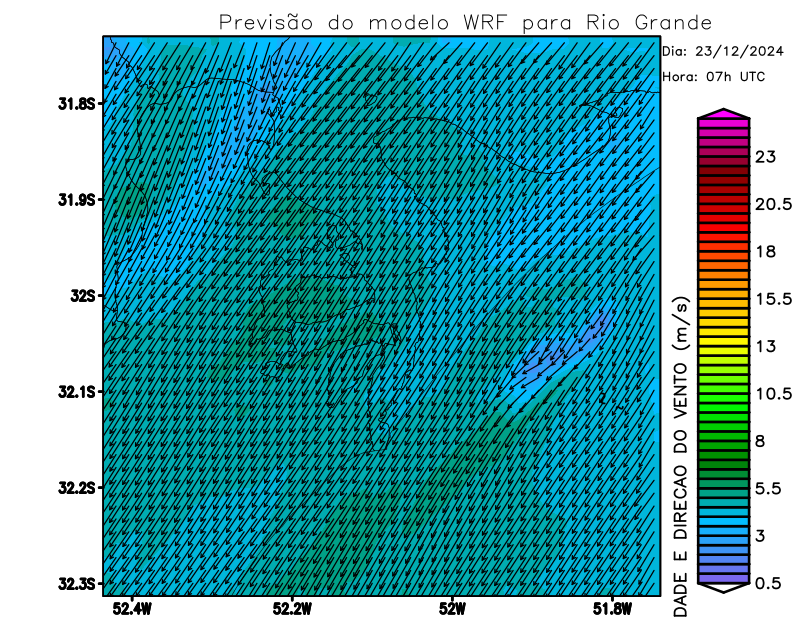 Previsão do modelo WRF para Rio Grande
Dia: 23/12/2024
Hora: 07h UTC
31.8S
31.9S
32S
32.1S
32.2S
32.3S
52.4W
52.2W
52W
51.8W
23
20.5
18
15.5
13
10.5
8
5.5
3
0.5
DADE E DIRECAO DO VENTO (m/s)